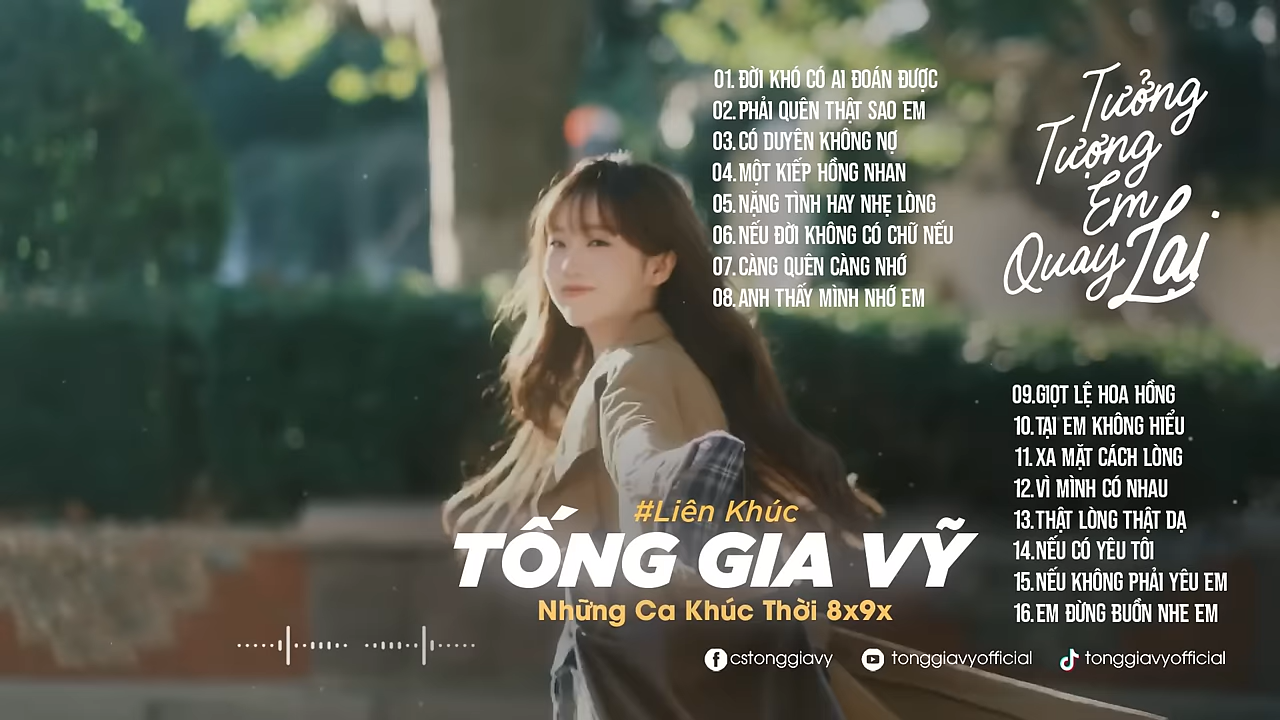 01. ĐỜI KHÓ CÓ AI ĐOÁN ĐƯỢC
02. PHẢI QUÊN THẬT SAO EM
03. CÓ DUYÊN KHÔNG NỢ
04. MỘT KIẾP HỒNG NHAN
05. NẶNG TÌNH HAY NHẸ LÒNG
06. NẾU ĐỜI KHÔNG CÓ CHỮ NẾU
07. CÀNG QUÊN CÀNG NHỚ
08. ANH THẤY MÌNH NHỚ EM
Tưởng
Tượng
Em
Quay Lại
09. GIỌT LỆ HOA HỒNG
10. TẠI EM KHÔNG HIỂU
11. XA MẶT CÁCH LÒNG
12. VÌ MÌNH CÓ NHAU
13. THẬT LÒNG THẬT DẠ
14. NẾU CÓ YÊU TÔI
15. NẾU KHÔNG PHẢI YÊU EM
16. EM ĐỪNG BUỒN NHE EM
#Liên Khúc
TỐNG GIA VỸ
Những Ca Khúc Thời 8x9x
cstonggiavy tonggiavyofficial tonggiavyofficial